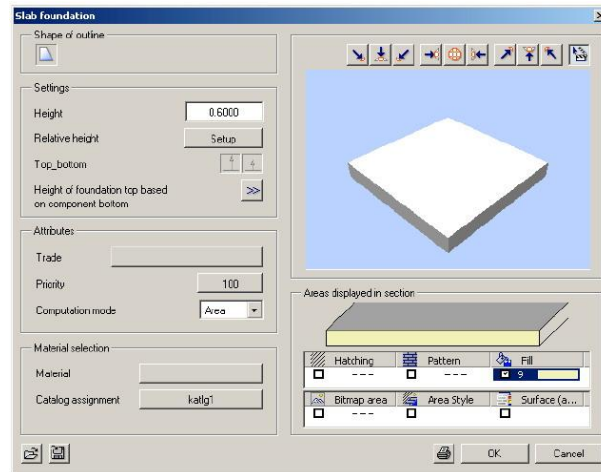 Slab foundation
Shape of outline
Settings
Height
0.6000
Relative height
Setup
Top_bottom
Height of foundation top based
on component bottom
>>
Attributes
Trade
Priority
100
Computation mode
Area
Material selection
Material
Catalog assignment
katlg1
Areas displayed in section
Hatching
Pattern
Fill
---
---
9
Bitmap area
Area Style
Surface (a...
---
---
OK
Cancel